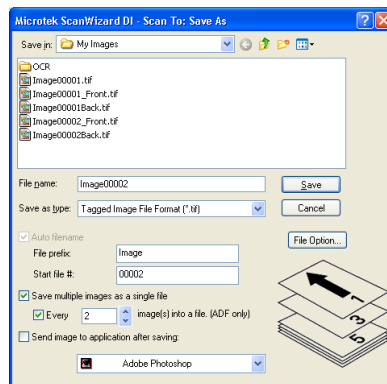 Microtek ScanWizard DI - Scan To: Save As
Save in: My Images
OCR
Image00001.tif
Image00001_Front.tif
Image00001Back.tif
Image00002_Front.tif
Image00002Back.tif
File name: Image00002 Save
Save as type: Tagged Image File Format (*.tif) Cancel
Auto filename File Option...
File prefix: Image
Start file #: 00002
Save multiple images as a single file
Every 2 image(s) into a file. (ADF only)
Send image to application after saving:
Adobe Photoshop
1
3
5